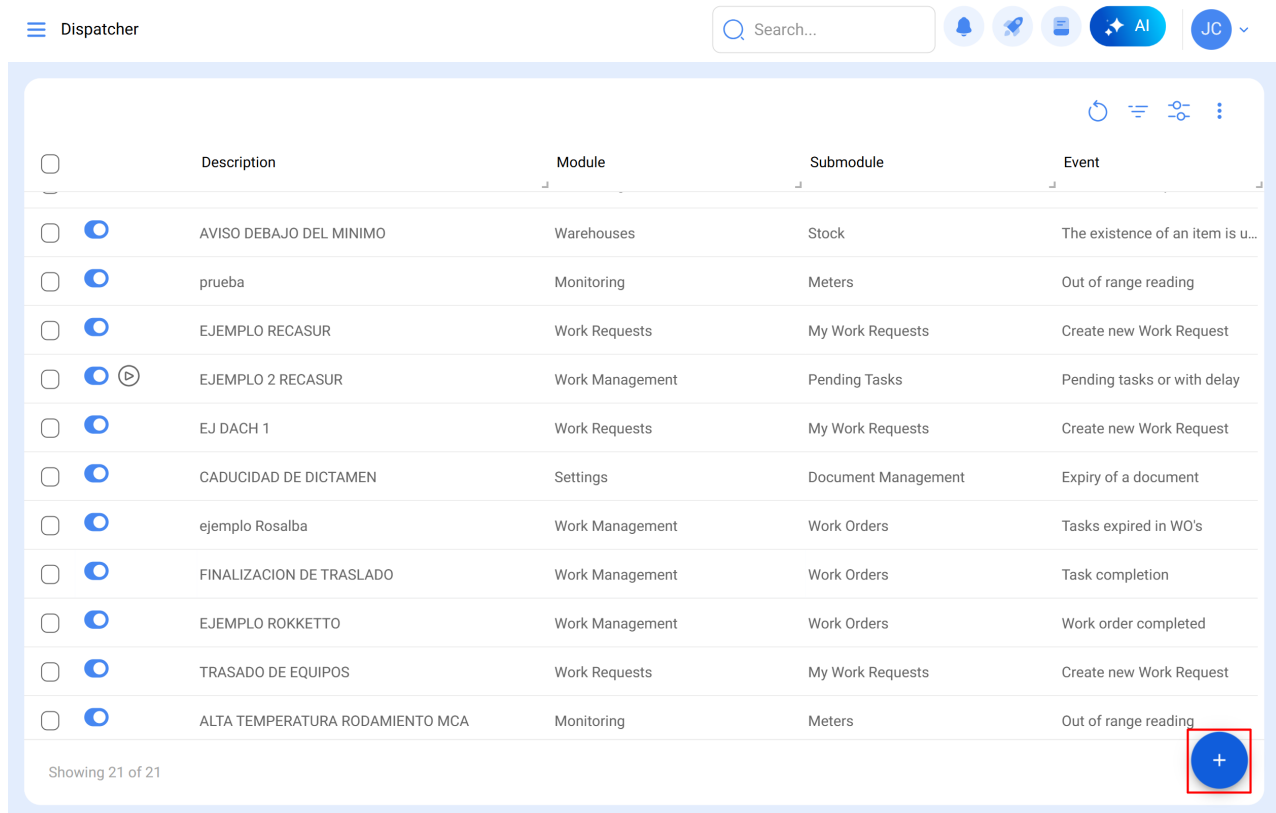 Dispatcher Search... AI JC
Description Module Submodule Event
AVISO DEBAJO DEL MINIMO Warehouses Stock The existence of an item is u...
prueba Monitoring Meters Out of range reading
EJEMPLO RECASUR Work Requests My Work Requests Create new Work Request
EJEMPLO 2 RECASUR Work Management Pending Tasks Pending tasks or with delay
EJ DACH 1 Work Requests My Work Requests Create new Work Request
CADUCIDAD DE DICTAMEN Settings Document Management Expiry of a document
ejemplo Rosalba Work Management Work Orders Tasks expired in WO's
FINALIZACION DE TRASLADO Work Management Work Orders Task completion
EJEMPLO ROKKETTO Work Management Work Orders Work order completed
TRASADO DE EQUIPOS Work Requests My Work Requests Create new Work Request
ALTA TEMPERATURA RODAMIENTO MCA Monitoring Meters Out of range reading
Showing 21 of 21